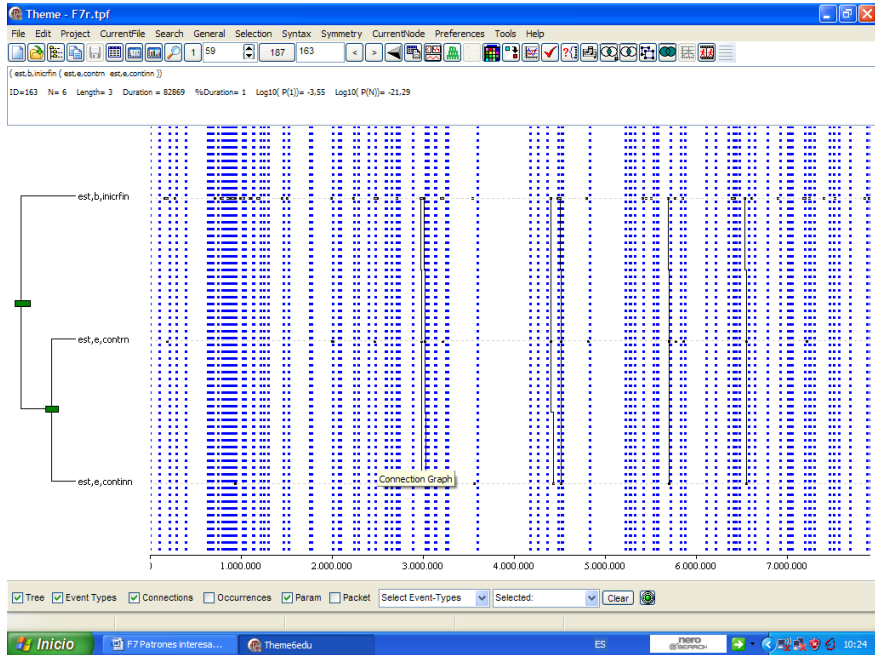 Theme - F7r.tpf
File Edit Project CurrentFile Search General Selection Syntax Symmetry CurrentNode Preferences Tools Help
1 59 187 163 < >
( est,b,inicrfin ( est,e,contrn est,e,continn ))
ID=163 N= 6 Length= 3 Duration = 82869 %Duration= 1 Log10( P(1))= -3,55 Log10( P(N))= -21,29
est,b,inicrfin
est,e,contrn
est,e,continn
Connection Graph
) 1.000.000 2.000.000 3.000.000 4.000.000 5.000.000 6.000.000 7.000.000
Tree Event Types Connections Occurrences Param Packet Select Event-Types Selected: Clear
Inicio F7 Patrones interesa... Theme6edu ES nero SEARCH 10:24